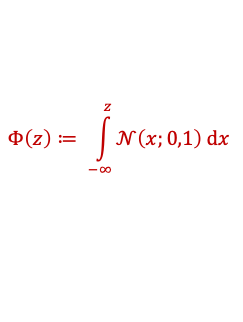 Φ(z) ≔ ∫_{−∞}^{z} 𝒩(x; 0,1) dx